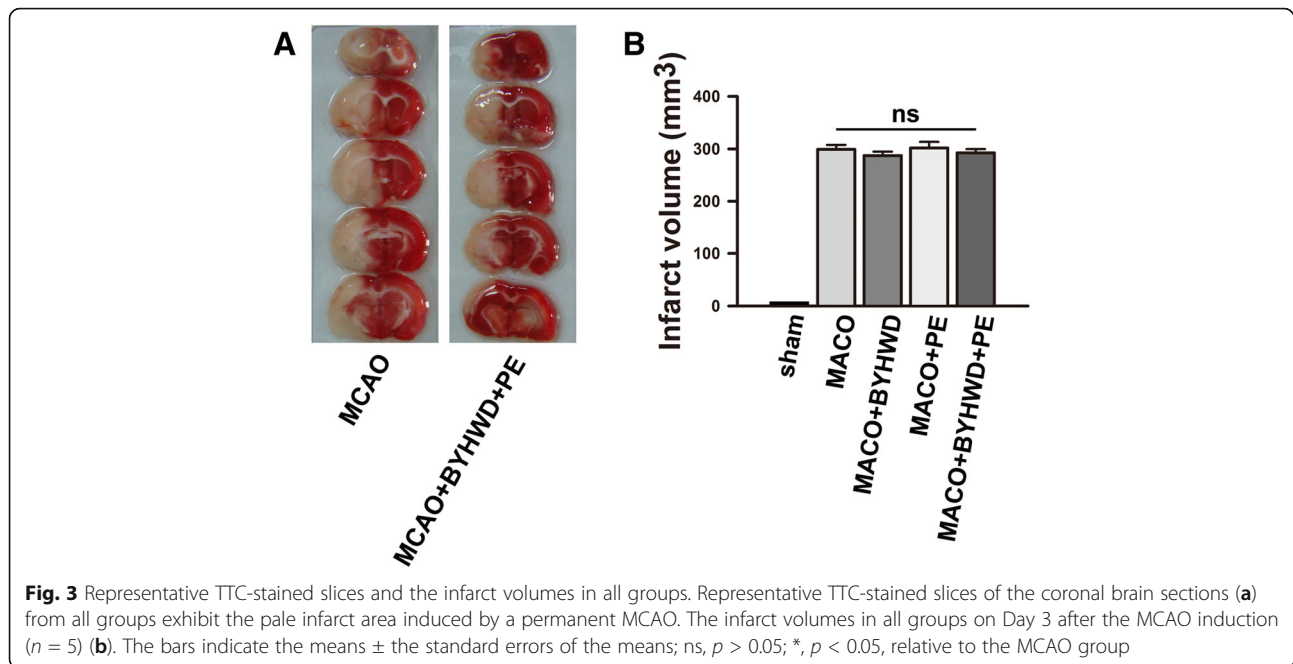 A
B
MCAO
MCAO+BYHWD+PE
Infarct volume (mm3)
400
300
200
100
0
ns
sham
MACO
MACO+BYHWD
MACO+PE
MACO+BYHWD+PE
Fig. 3 Representative TTC-stained slices and the infarct volumes in all groups. Representative TTC-stained slices of the coronal brain sections (a)
from all groups exhibit the pale infarct area induced by a permanent MCAO. The infarct volumes in all groups on Day 3 after the MCAO induction
(n = 5) (b). The bars indicate the means ± the standard errors of the means; ns, p > 0.05; *, p < 0.05, relative to the MCAO group